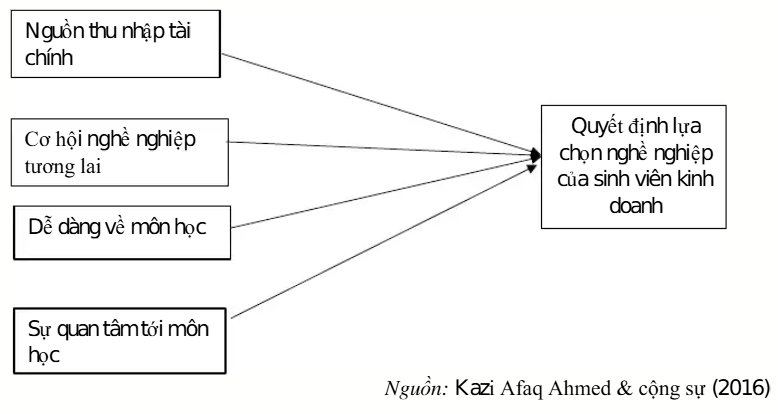 Nguồn thu nhập tài
chính
Cơ hội nghề nghiệp
tương lai
Dễ dàng về môn học
Sự quan tâm tới môn
học
Quyết định lựa
chọn nghề nghiệp
của sinh viên kinh
doanh
Nguồn: Kazi Afaq Ahmed & cộng sự (2016)